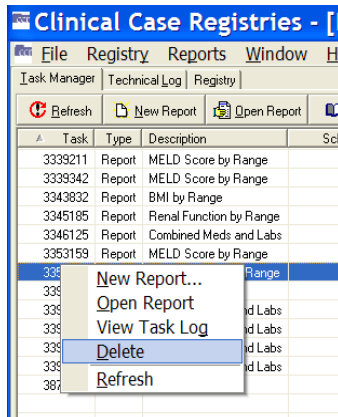 Clinical Case Registries - [
File Registry Reports Window H
Task Manager Technical Log Registry
Refresh New Report Open Report
Task Type Description Sc
3339211 Report MELD Score by Range
3339342 Report MELD Score by Range
3343832 Report BMI by Range
3345185 Report Renal Function by Range
3346125 Report Combined Meds and Labs
3353159 Report MELD Score by Range
335 Range
New Report...
339
Open Report
339 nd Labs
View Task Log
339 nd Labs
Delete
339 nd Labs
339 nd Labs
Refresh
387